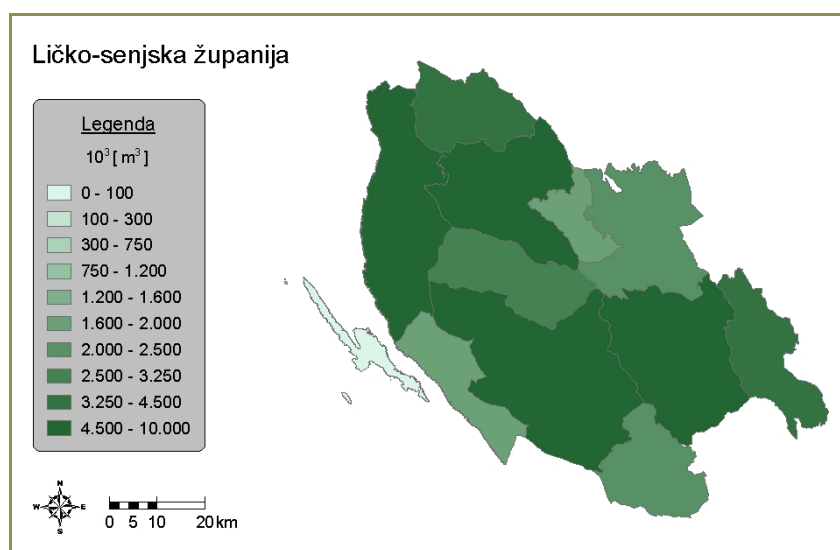 Ličko-senjska županija
Legenda
10³ [ m³ ]
0 - 100
100 - 300
300 - 750
750 - 1.200
1.200 - 1.600
1.600 - 2.000
2.000 - 2.500
2.500 - 3.250
3.250 - 4.500
4.500 - 10.000
N
W E
S
0 5 10 20 km